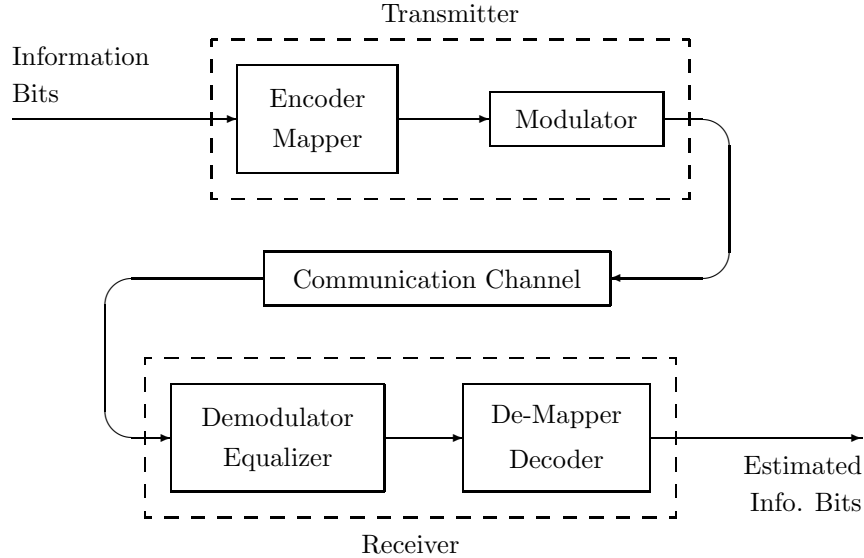 Transmitter
Information
Bits
Encoder
Mapper
Modulator
Communication Channel
Demodulator
Equalizer
De-Mapper
Decoder
Estimated
Info. Bits
Receiver